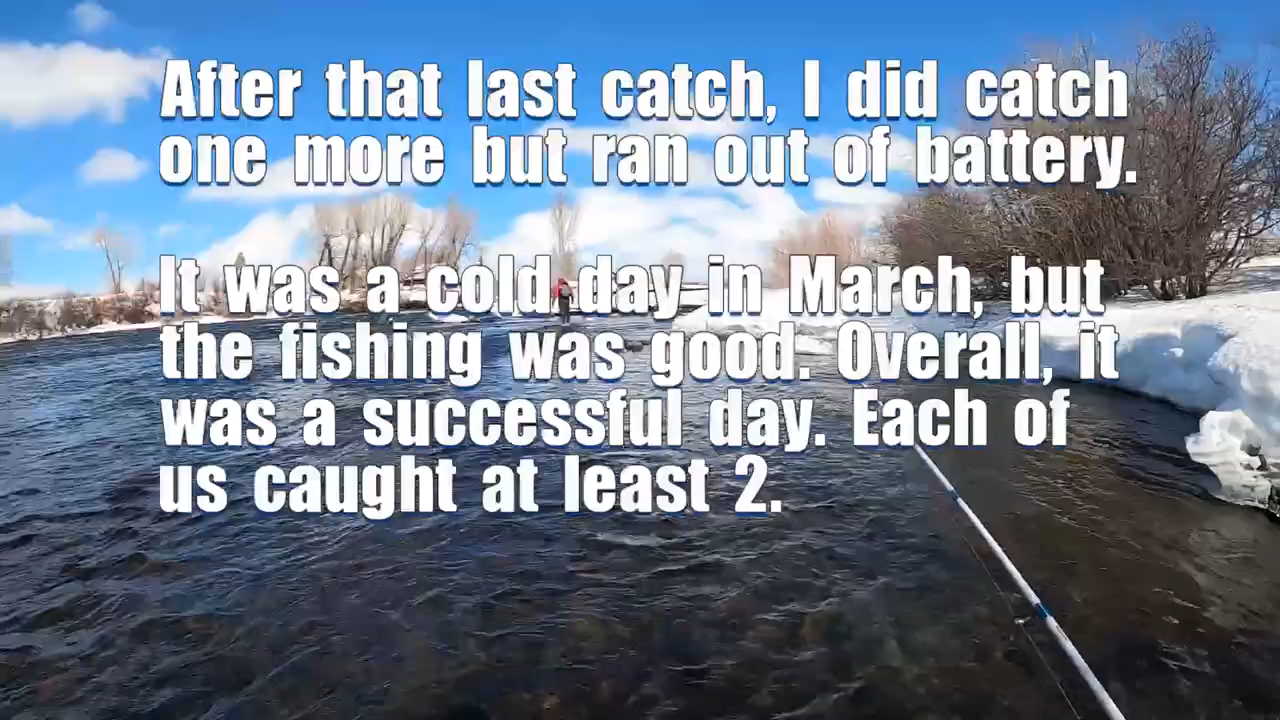 After that last catch, I did catch
one more but ran out of battery.
It was a cold day in March, but
the fishing was good. Overall, it
was a successful day. Each of
us caught at least 2.